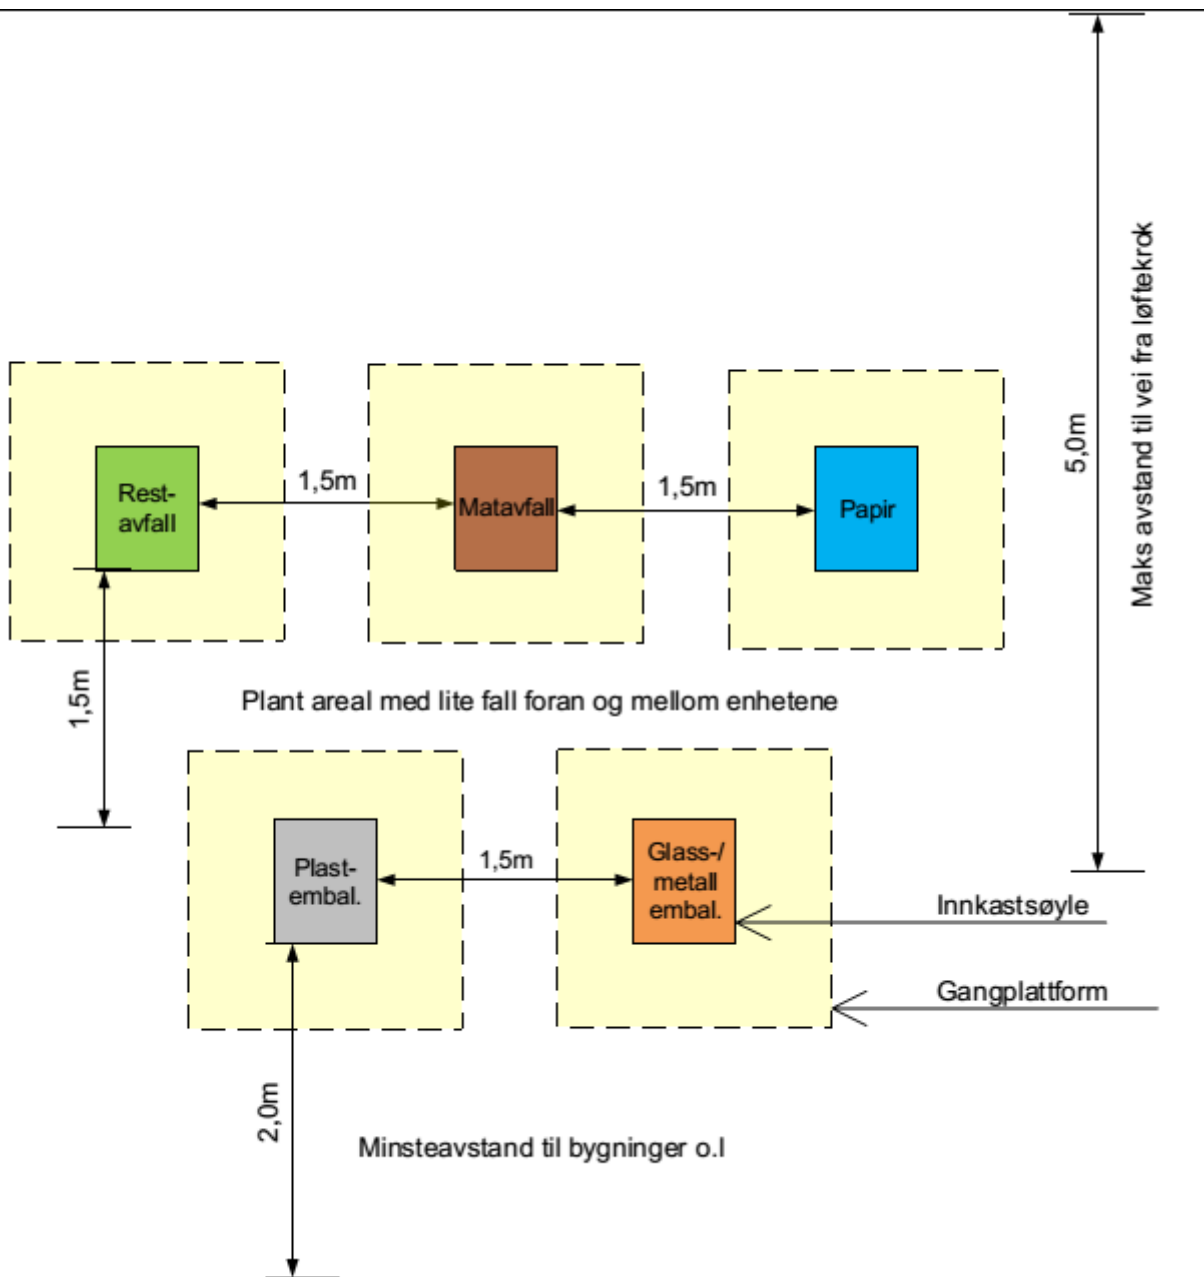 Maks avstand til vei fra løftekrok
5,0m
Rest-
avfall
1,5m
Matavfall
1,5m
Papir
1,5m
Plant areal med lite fall foran og mellom enhetene
Plast-
embal.
1,5m
Glass-/
metall
embal.
Innkastsøyle
Gangplattform
2,0m
Minsteavstand til bygninger o.l